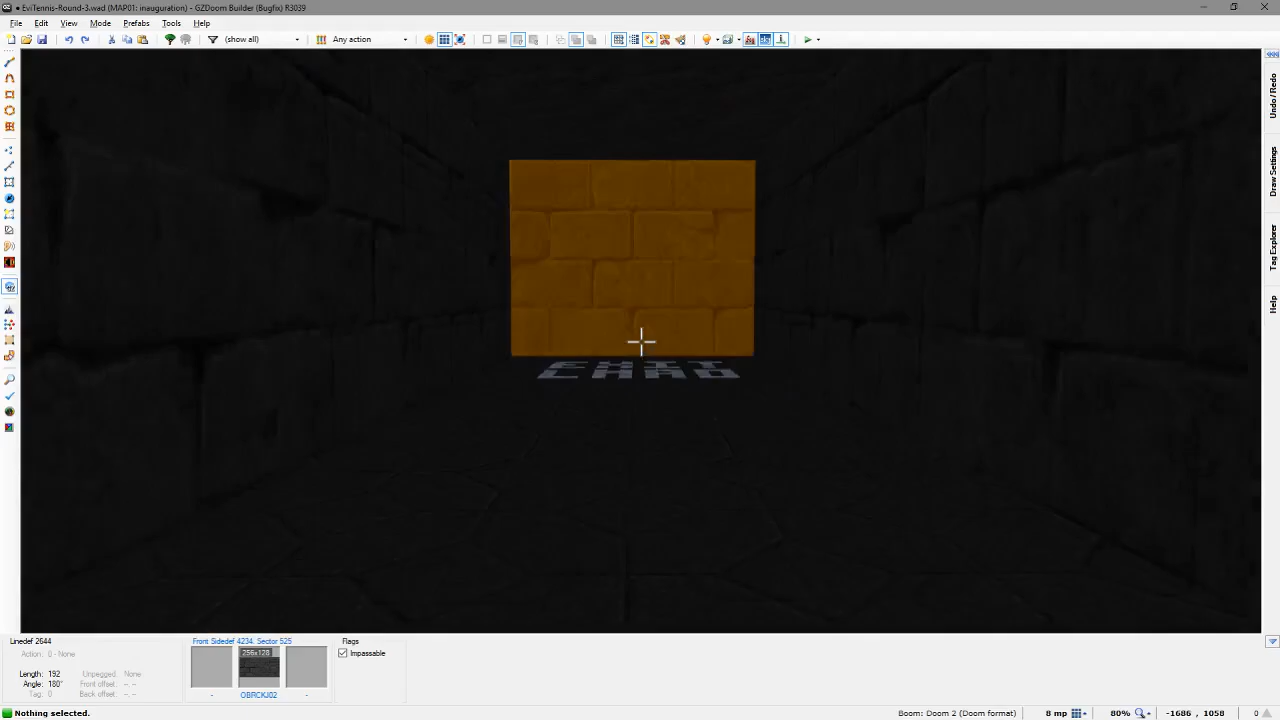 EviTennis-Round-3.wad (MAP01: inauguration) - GZDoom Builder (Bugfix) R3039
File Edit View Mode Prefabs Tools Help
(show all) Any action
Undo / Redo
Draw Settings
Tag Explorer
Help
EXIT
Linedef 2644
Action: 0 - None
Length: 192 Unpegged: None
Angle: 180° Front offset: --, --
Tag: 0 Back offset: --, --
Front Sidedef 4234. Sector 525
256x128
- OBRCKJ02 -
Flags
Impassable
Nothing selected.
Boom: Doom 2 (Doom format) 8 mp 80% -1686 , 1058 0